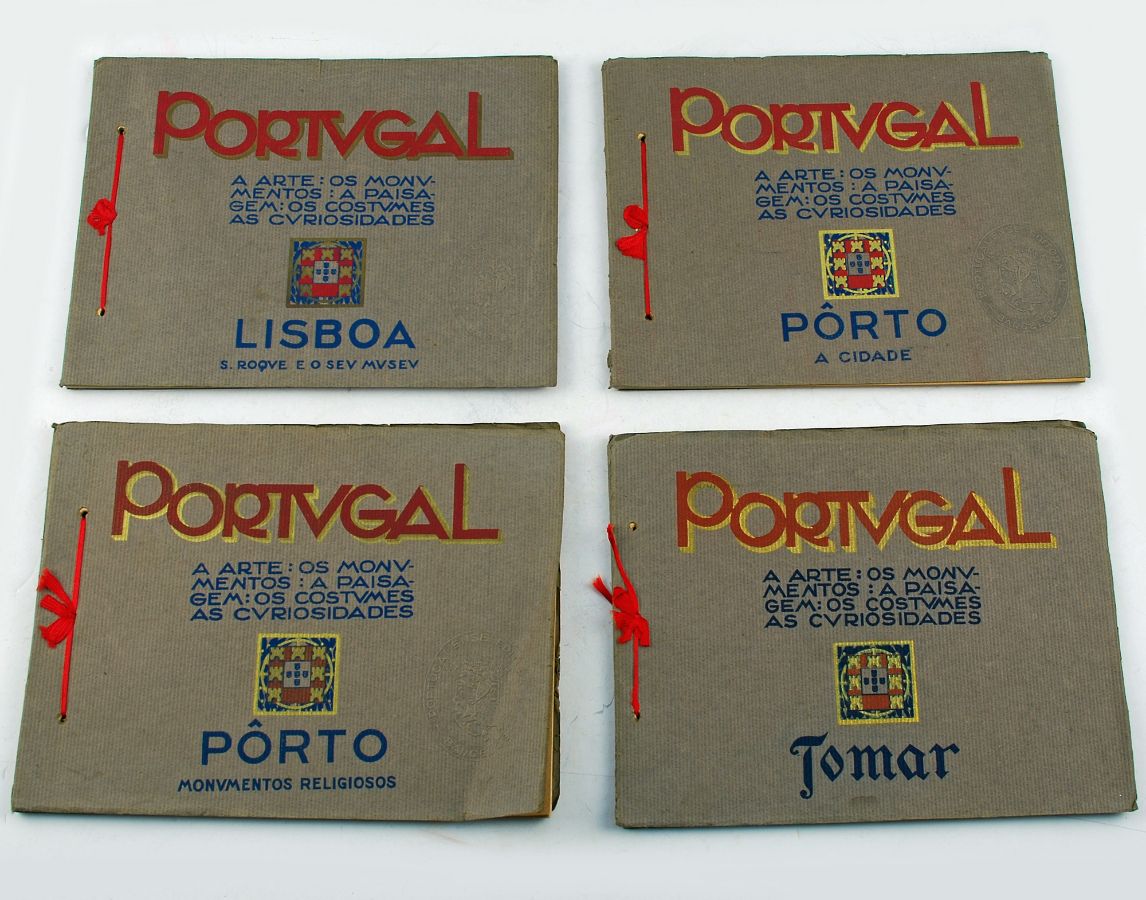 PORTVGAL
A ARTE: OS MONV-
MENTOS : A PAISA-
GEM: OS COSTVMES
AS CVRIOSIDADES
LISBOA
S. ROQVE E O SEV MVSEV
PORTVGAL
A ARTE: OS MONV-
MENTOS : A PAISA-
GEM: OS COSTVMES
AS CVRIOSIDADES
PÔRTO
A CIDADE
PORTVGAL
A ARTE: OS MONV-
MENTOS : A PAISA-
GEM: OS COSTVMES
AS CVRIOSIDADES
PÔRTO
MONVMENTOS RELIGIOSOS
PORTVGAL
A ARTE: OS MONV-
MENTOS : A PAISA-
GEM: OS COSTVMES
AS CVRIOSIDADES
Tomar